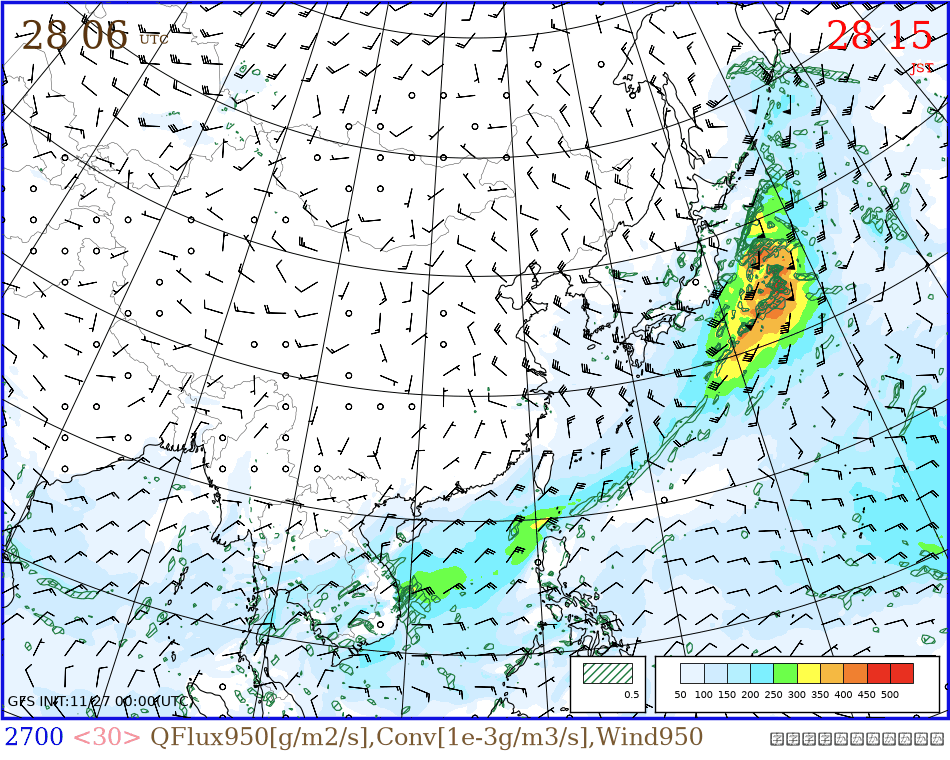 28 06 UTC
28 15 JST
GFS INIT:11/27 00:00(UTC)
0.5
50 100 150 200 250 300 350 400 450 500
2700 <30> QFlux950[g/m2/s],Conv[1e-3g/m3/s],Wind950